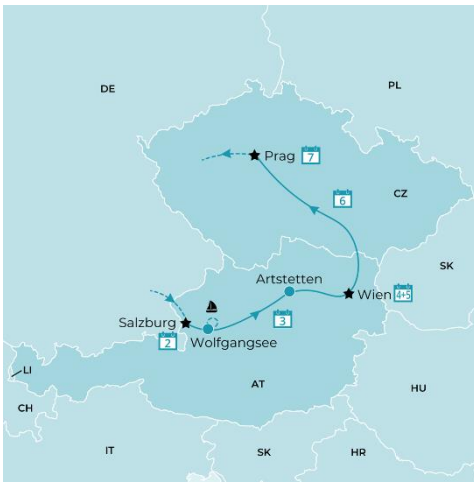 DE
PL
Prag
7
6
CZ
SK
Artstetten
Wien
4+5
Salzburg
2
Wolfgangsee
3
LI
AT
HU
CH
IT
SK
HR